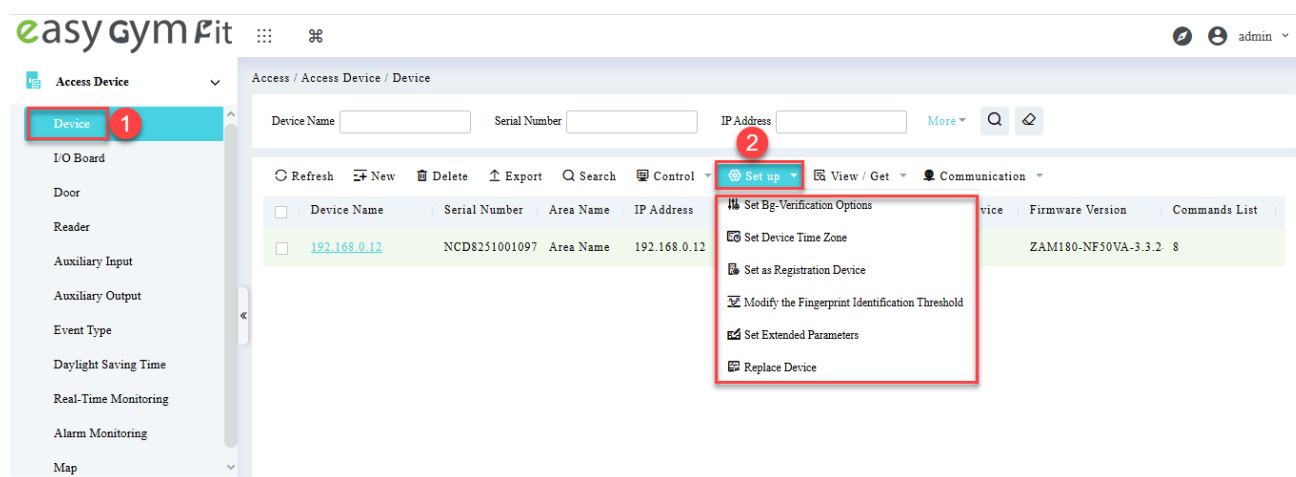 easy Gym Fit
admin
Access Device
Access / Access Device / Device
Device 1
Device Name Serial Number IP Address More
2
I/O Board
Door
Reader
Auxiliary Input
Auxiliary Output
Event Type
Daylight Saving Time
Real-Time Monitoring
Alarm Monitoring
Map
Refresh New Delete Export Search Control Set up View / Get Communication
Device Name Serial Number Area Name IP Address vice Firmware Version Commands List
192.168.0.12 NCD8251001097 Area Name 192.168.0.12 ZAM180-NF50VA-3.3.2- 8
Set Bg-Verification Options
Set Device Time Zone
Set as Registration Device
Modify the Fingerprint Identification Threshold
Set Extended Parameters
Replace Device